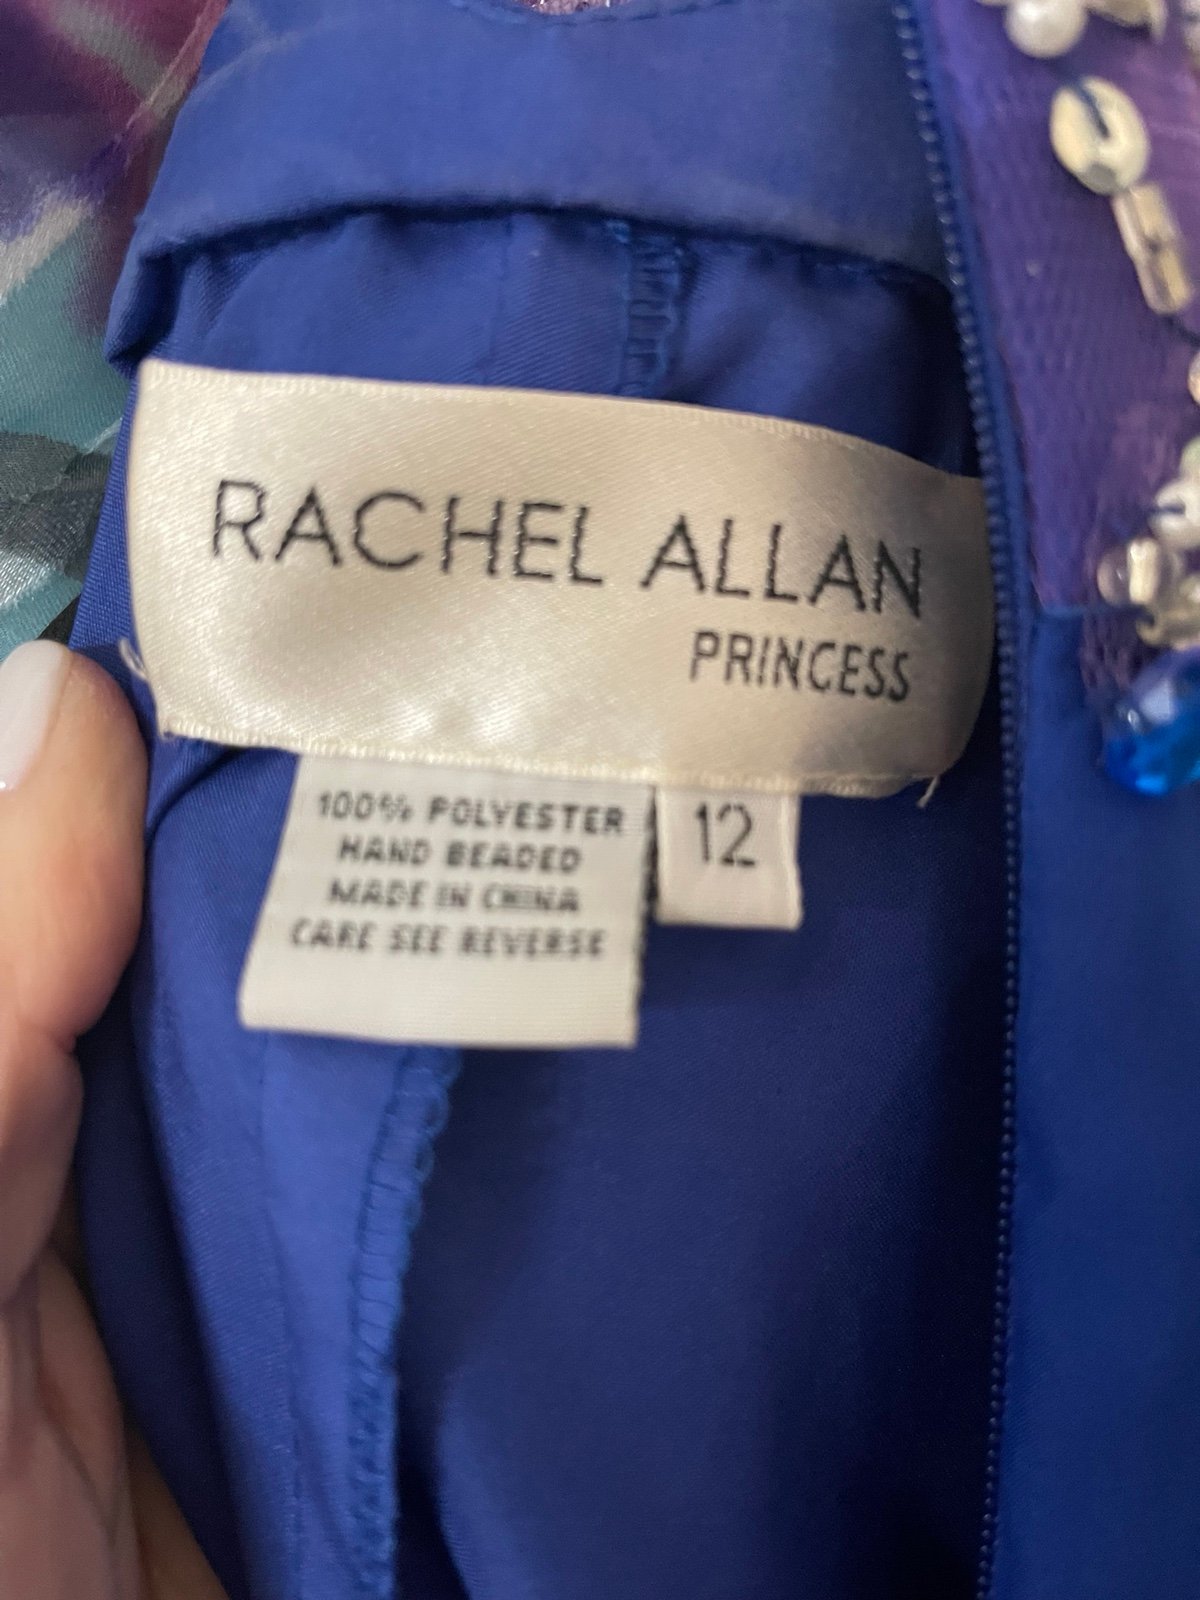 RACHEL ALLAN
PRINCESS
100% POLYESTER
HAND BEADED
MADE IN CHINA
CARE SEE REVERSE
12